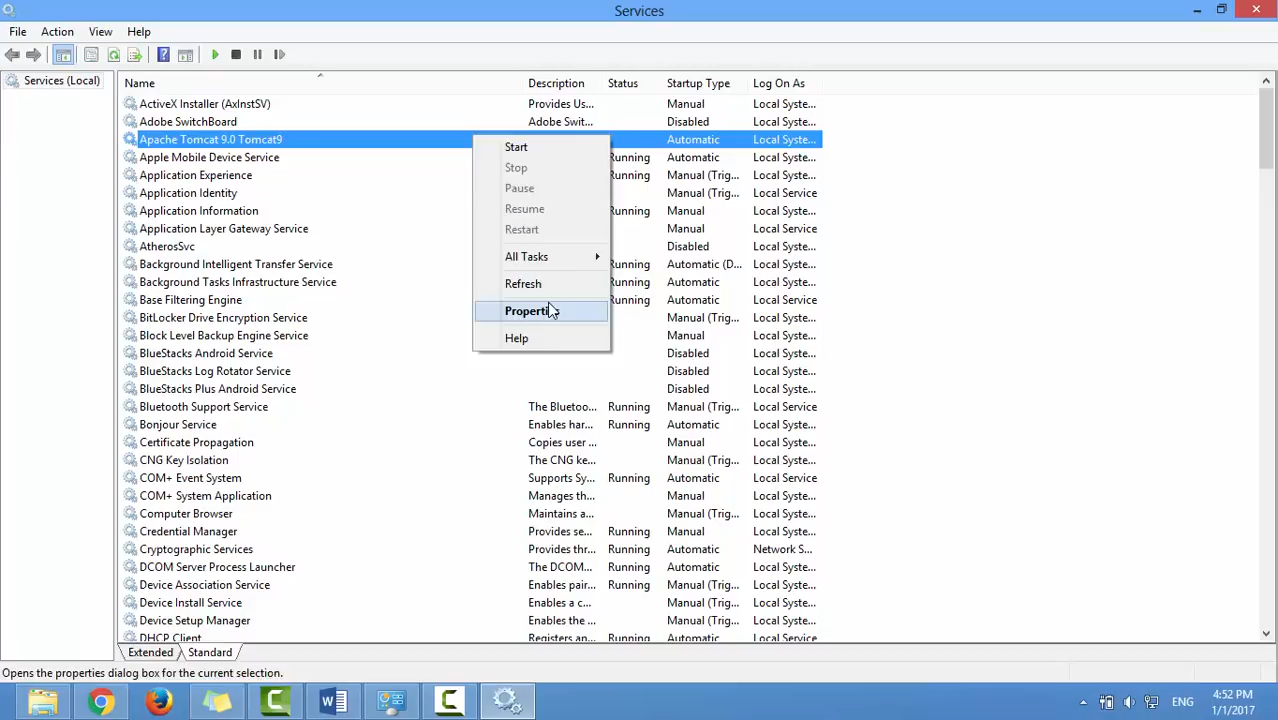 Services
File Action View Help
Services (Local)
Name Description Status Startup Type Log On As
ActiveX Installer (AxInstSV) Provides Us... Manual Local Syste...
Adobe SwitchBoard Adobe Swit... Disabled Local Syste...
Apache Tomcat 9.0 Tomcat9 Automatic Local Syste...
Apple Mobile Device Service Running Automatic Local Syste...
Application Experience Running Manual (Trig... Local Syste...
Application Identity Manual (Trig... Local Service
Application Information Running Manual Local Syste...
Application Layer Gateway Service Manual Local Service
AtherosSvc Disabled Local Syste...
Background Intelligent Transfer Service Running Automatic (D... Local Syste...
Background Tasks Infrastructure Service Running Automatic Local Syste...
Base Filtering Engine Running Automatic Local Service
BitLocker Drive Encryption Service Manual (Trig... Local Syste...
Block Level Backup Engine Service Manual Local Syste...
BlueStacks Android Service Disabled Local Syste...
BlueStacks Log Rotator Service Disabled Local Syste...
BlueStacks Plus Android Service Disabled Local Syste...
Bluetooth Support Service The Bluetoo... Running Manual (Trig... Local Service
Bonjour Service Enables har... Running Automatic Local Syste...
Certificate Propagation Copies user ... Manual Local Syste...
CNG Key Isolation The CNG ke... Manual (Trig... Local Syste...
COM+ Event System Supports Sy... Running Automatic Local Service
COM+ System Application Manages th... Manual Local Syste...
Computer Browser Maintains a... Manual (Trig... Local Syste...
Credential Manager Provides se... Running Manual Local Syste...
Cryptographic Services Provides thr... Running Automatic Network S...
DCOM Server Process Launcher The DCOM... Running Automatic Local Syste...
Device Association Service Enables pair... Running Manual (Trig... Local Syste...
Device Install Service Enables a c... Manual (Trig... Local Syste...
Device Setup Manager Manual (Trig... Local Syste...
DHCP Client Registers an... Running Automatic Local Service
Start
Stop
Pause
Resume
Restart
All Tasks
Refresh
Properties
Help
Extended Standard
Opens the properties dialog box for the current selection.
ENG
4:52 PM
1/1/2017